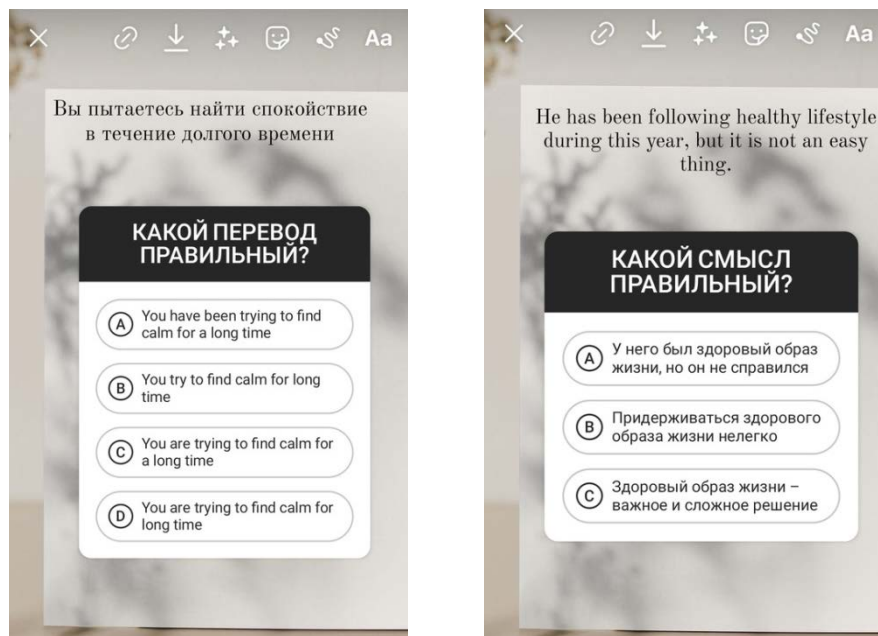 Aa
Вы пытаетесь найти спокойствие
в течение долгого времени
КАКОЙ ПЕРЕВОД
ПРАВИЛЬНЫЙ?
A You have been trying to find
calm for a long time
B You try to find calm for long
time
C You are trying to find calm for
a long time
D You are trying to find calm for
long time
Aa
He has been following healthy lifestyle
during this year, but it is not an easy
thing.
КАКОЙ СМЫСЛ
ПРАВИЛЬНЫЙ?
A У него был здоровый образ
жизни, но он не справился
B Придерживаться здорового
образа жизни нелегко
C Здоровый образ жизни –
важное и сложное решение